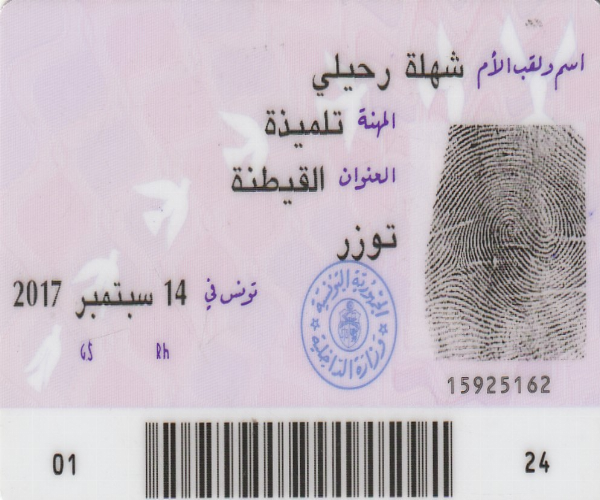 اسم ولقب الأم شهلة رحيلي
المهنة تلميذة
العنوان القيطنة
توزر
تونس في 14 سبتمبر 2017
GS Rh
الجمهورية التونسية
وزارة الداخلية
15925162
01 24